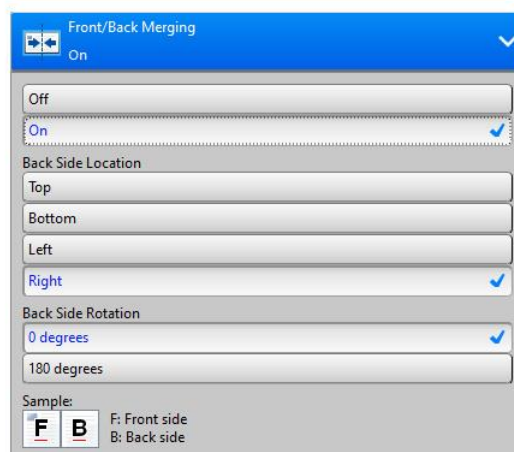 Front/Back Merging
On
Off
On
Back Side Location
Top
Bottom
Left
Right
Back Side Rotation
0 degrees
180 degrees
Sample:
F B
F: Front side
B: Back side